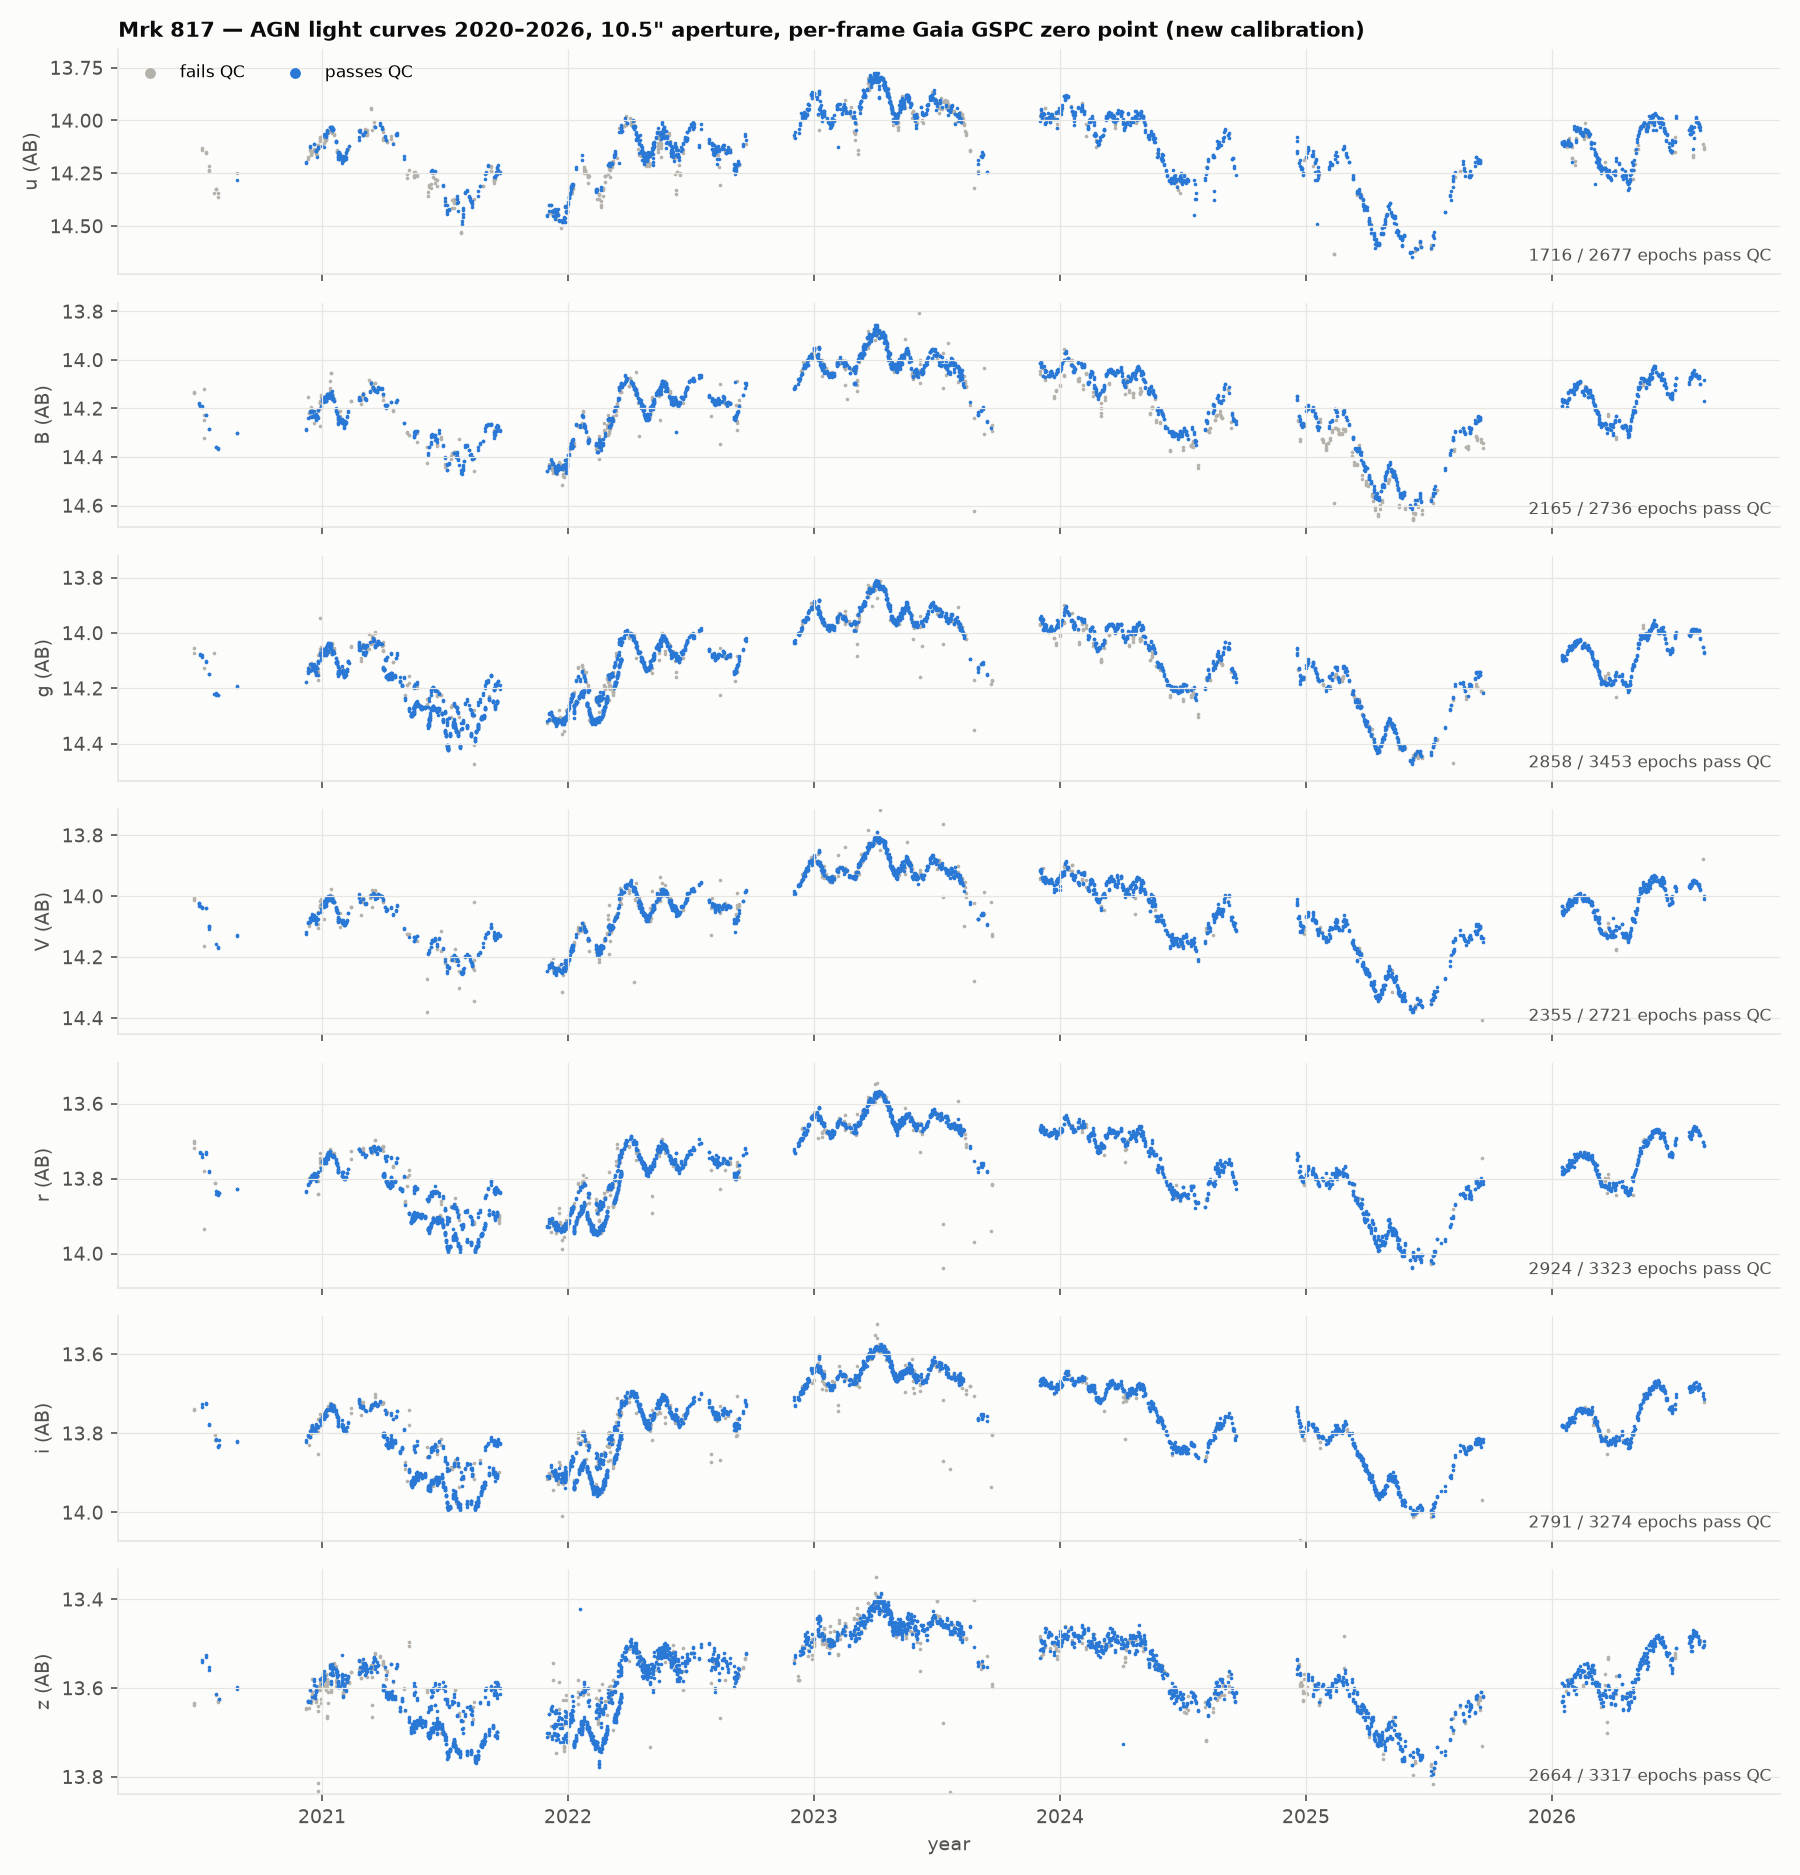 Mrk 817 — AGN light curves 2020–2026, 10.5" aperture, per-frame Gaia GSPC zero point (new calibration)
fails QC
passes QC
u (AB)
13.75
14.00
14.25
14.50
1716 / 2677 epochs pass QC
B (AB)
13.8
14.0
14.2
14.4
14.6
2165 / 2736 epochs pass QC
g (AB)
13.8
14.0
14.2
14.4
2858 / 3453 epochs pass QC
V (AB)
13.8
14.0
14.2
14.4
2355 / 2721 epochs pass QC
r (AB)
13.6
13.8
14.0
2924 / 3323 epochs pass QC
i (AB)
13.6
13.8
14.0
2791 / 3274 epochs pass QC
z (AB)
13.4
13.6
13.8
2664 / 3317 epochs pass QC
2021 2022 2023 2024 2025 2026
year